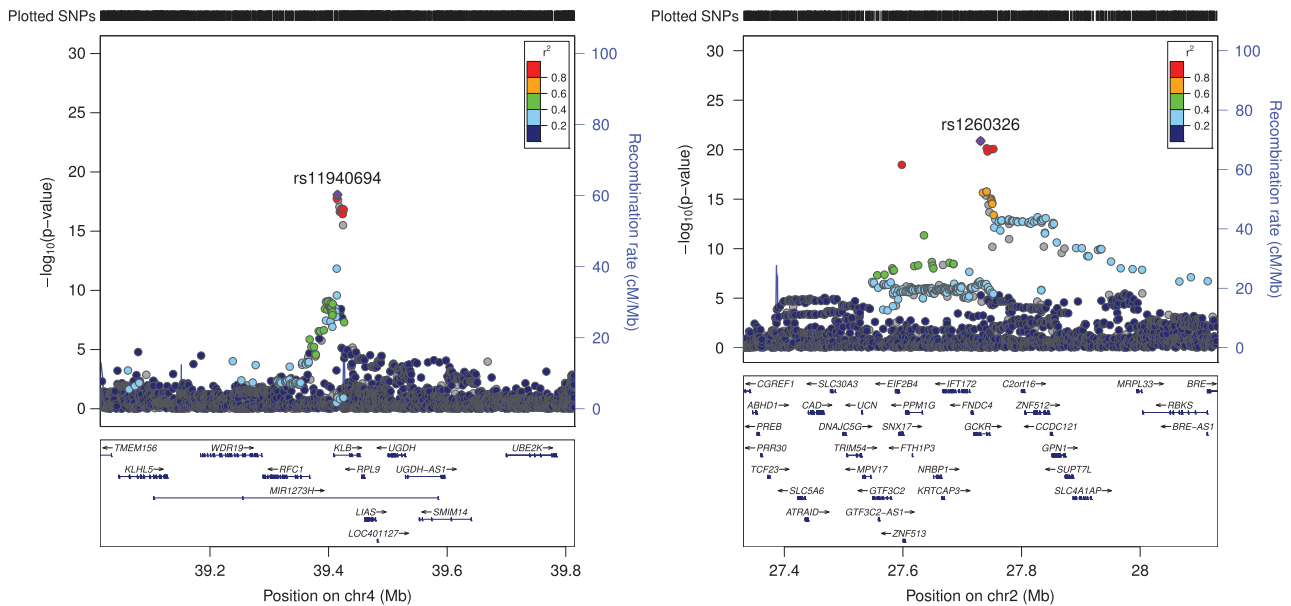 Plotted SNPs
30
25
20
15
10
5
0
−log10(p−value)
rs11940694
r2
0.8
0.6
0.4
0.2
100
80
60
40
20
0
Recombination rate (cM/Mb)
←TMEM156 WDR19→ KLB→ ←UGDH UBE2K→
KLHL5→ ←RFC1 ←RPL9 UGDH−AS1→
MIR1273H→
LIAS→ ←SMIM14
LOC401127→
39.2 39.4 39.6 39.8
Position on chr4 (Mb)
Plotted SNPs
30
25
20
15
10
5
0
−log10(p−value)
rs1260326
r2
0.8
0.6
0.4
0.2
100
80
60
40
20
0
Recombination rate (cM/Mb)
←CGREF1 ←SLC30A3 ←EIF2B4 ←IFT172 C2orf16→ MRPL33→ BRE→
ABHD1→ CAD→ ←UCN ←PPM1G ←FNDC4 ZNF512→ ←RBKS
←PREB DNAJC5G→ ←SNX17→ GCKR→ ←CCDC121 ←BRE−AS1
←PRR30 TRIM54→ ←FTH1P3 GPN1→
TCF23→ ←MPV17 NRBP1→ ←SUPT7L
←SLC5A6 ←GTF3C2 KRTCAP3→ SLC4A1AP→
ATRAID→ GTF3C2−AS1→
←ZNF513
27.4 27.6 27.8 28
Position on chr2 (Mb)